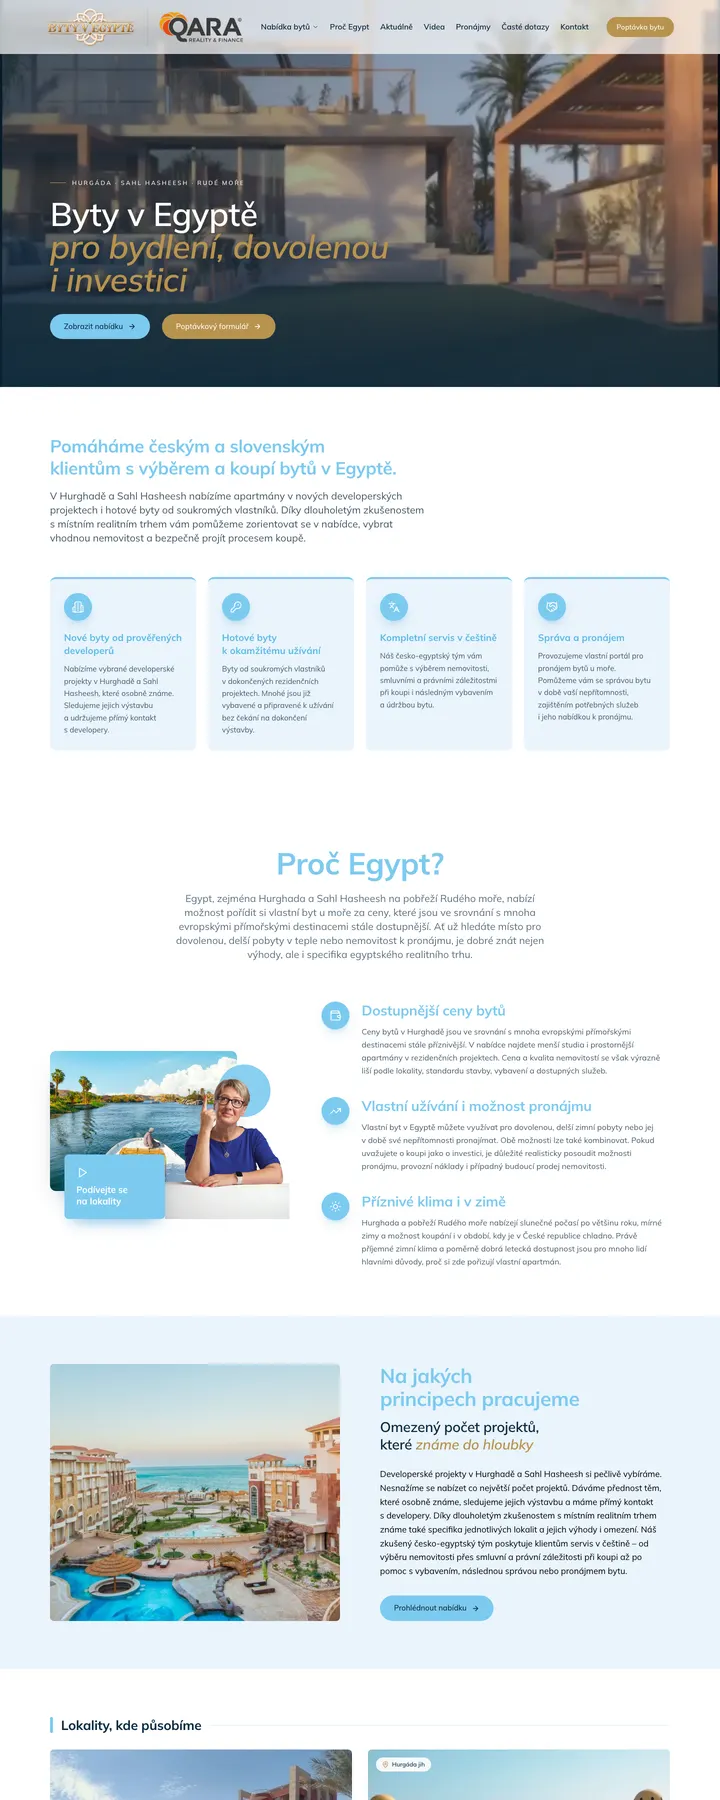 BYTY V EGYPTĚ
QARA®
REALITY & FINANCE
Nabídka bytů
Proč Egypt
Aktuálně
Videa
Pronájmy
Časté dotazy
Kontakt
Poptávka bytu
HURGÁDA · SAHL HASHEESH · RUDÉ MOŘE
Byty v Egyptě
pro bydlení, dovolenou
i investici
Zobrazit nabídku →
Poptávkový formulář →
Pomáháme českým a slovenským
klientům s výběrem a koupí bytů v Egyptě.
V Hurghadě a Sahl Hasheesh nabízíme apartmány v nových developerských
projektech i hotové byty od soukromých vlastníků. Díky dlouholetým zkušenostem
s místním realitním trhem vám pomůžeme zorientovat se v nabídce, vybrat
vhodnou nemovitost a bezpečně projít procesem koupě.
Nové byty od prověřených
developerů
Nabízíme vybrané developerské
projekty v Hurghadě a Sahl
Hasheesh, které osobně známe.
Sledujeme jejich výstavbu
a udržujeme přímý kontakt
s developery.
Hotové byty
k okamžitému užívání
Byty od soukromých vlastníků
v dokončených rezidenčních
projektech. Mnohé jsou již
vybavené a připravené k užívání
bez čekání na dokončení
výstavby.
Kompletní servis v češtině
Náš česko-egyptský tým vám
pomůže s výběrem nemovitosti,
smluvními a právními záležitostmi
při koupi i následným vybavením
a údržbou bytu.
Správa a pronájem
Provozujeme vlastní portál pro
pronájem bytů u moře.
Pomůžeme vám se správou bytu
v době vaší nepřítomnosti,
zajištěním potřebných služeb
i jeho nabídkou k pronájmu.
Proč Egypt?
Egypt, zejména Hurghada a Sahl Hasheesh na pobřeží Rudého moře, nabízí
možnost pořídit si vlastní byt u moře za ceny, které jsou ve srovnání s mnoha
evropskými přímořskými destinacemi stále dostupnější. Ať už hledáte místo pro
dovolenou, delší pobyty v teple nebo nemovitost k pronájmu, je dobré znát nejen
výhody, ale i specifika egyptského realitního trhu.
Podívejte se
na lokality
Dostupnější ceny bytů
Ceny bytů v Hurghadě jsou ve srovnání s mnoha evropskými přímořskými
destinacemi stále příznivější. V nabídce najdete menší studia i prostornější
apartmány v rezidenčních projektech. Cena a kvalita nemovitostí se však výrazně
liší podle lokality, standardu stavby, vybavení a dostupných služeb.
Vlastní užívání i možnost pronájmu
Vlastní byt v Egyptě můžete využívat pro dovolenou, delší zimní pobyty nebo jej
v době své nepřítomnosti pronajímat. Obě možnosti lze také kombinovat. Pokud
uvažujete o koupi jako o investici, je důležité realisticky posoudit možnosti
pronájmu, provozní náklady i případný budoucí prodej nemovitosti.
Příznivé klima i v zimě
Hurghada a pobřeží Rudého moře nabízejí slunečné počasí po většinu roku, mírné
zimy a možnost koupání i v období, kdy je v České republice chladno. Právě
příjemné zimní klima a poměrně dobrá letecká dostupnost jsou pro mnoho lidí
hlavními důvody, proč si zde pořizují vlastní apartmán.
Na jakých
principech pracujeme
Omezený počet projektů,
které známe do hloubky
Developerské projekty v Hurghadě a Sahl Hasheesh si pečlivě vybíráme.
Nesnažíme se nabízet co největší počet projektů. Dáváme přednost těm,
které osobně známe, sledujeme jejich výstavbu a máme přímý kontakt
s developery. Díky dlouholetým zkušenostem s místním realitním trhem
známe také specifika jednotlivých lokalit a jejich výhody i omezení. Náš
zkušený česko-egyptský tým poskytuje klientům servis v češtině – od
výběru nemovitosti přes smluvní a právní záležitosti při koupi až po
pomoc s vybavením, následnou správou nebo pronájmem bytu.
Prohlédnout nabídku →
Lokality, kde působíme
Hurgáda jih